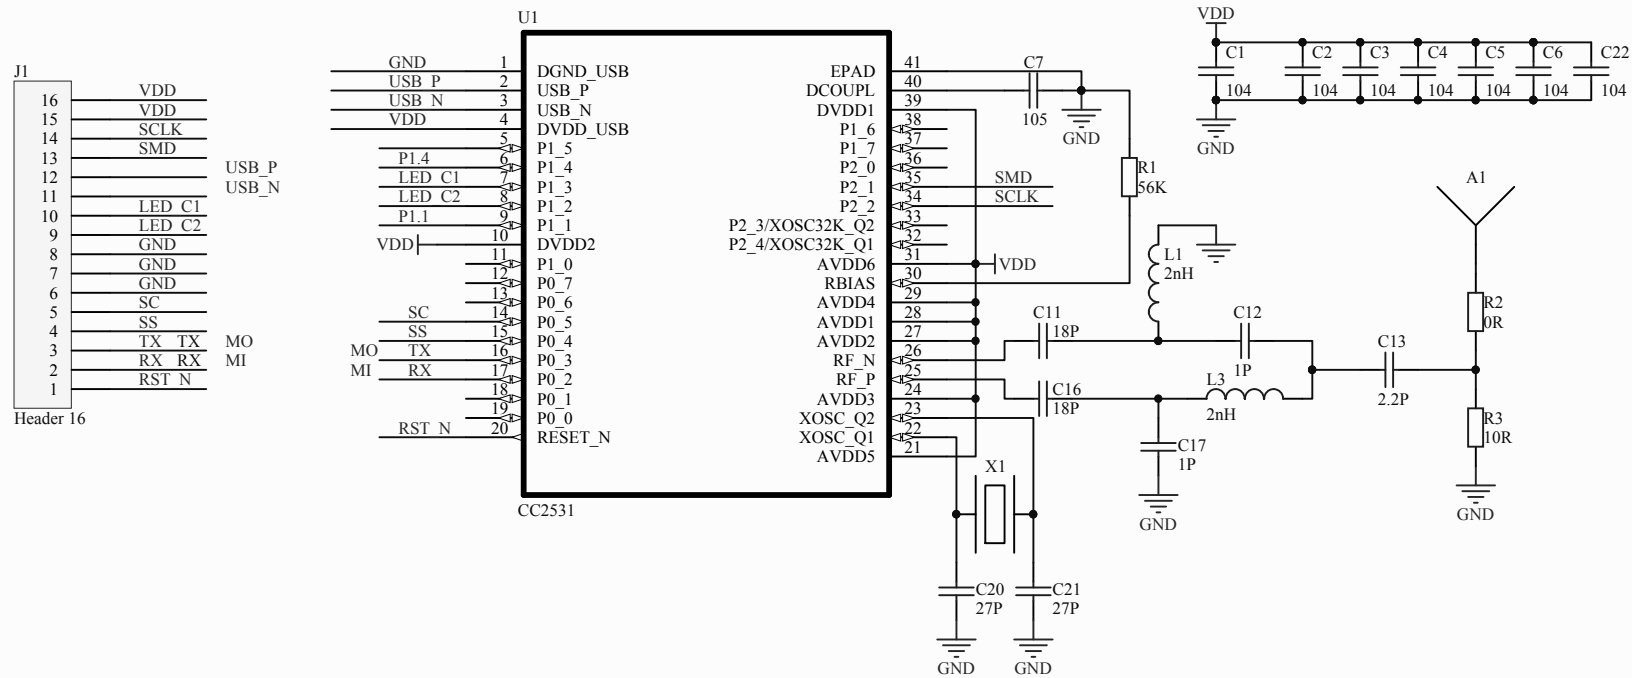 J1
16 VDD
15 VDD
14 SCLK
13 SMD
12 USB_P
11 USB_N
10 LED_C1
9 LED_C2
8 GND
7 GND
6 GND
5 SC
4 SS
3 TX TX MO
2 RX RX MI
1 RST_N
Header 16
U1
GND 1 DGND_USB
USB_P 2 USB_P
USB_N 3 USB_N
VDD 4 DVDD_USB
5 P1_5
P1.4 6 P1_4
LED_C1 7 P1_3
LED_C2 8 P1_2
P1.1 9 P1_1
VDD 10 DVDD2
11 P1_0
12 P0_7
13 P0_6
SC 14 P0_5
SS 15 P0_4
MO TX 16 P0_3
MI RX 17 P0_2
18 P0_1
19 P0_0
RST_N 20 RESET_N
EPAD 41
DCOUPL 40
DVDD1 39
P1_6 38
P1_7 37
P2_0 36
P2_1 35 SMD
P2_2 34 SCLK
P2_3/XOSC32K_Q2 33
P2_4/XOSC32K_Q1 32
AVDD6 31 VDD
RBIAS 30
AVDD4 29
AVDD1 28
AVDD2 27
RF_N 26
RF_P 25
AVDD3 24
XOSC_Q2 23
XOSC_Q1 22
AVDD5 21
CC2531
C7
105
GND
R1
56K
VDD
C1 C2 C3 C4 C5 C6 C22
104 104 104 104 104 104 104
GND
A1
L1
2nH
C11
18P
C12
1P
C16
18P
L3
2nH
C13
2.2P
R2
0R
R3
10R
GND
C17
1P
GND
X1
C20
27P
C21
27P
GND
GND